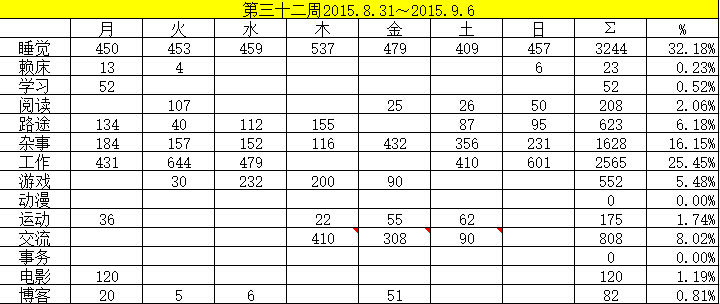 第三十二周2015.8.31～2015.9.6
月 火 水 木 金 土 日 Σ %
睡觉 450 453 459 537 479 409 457 3244 32.18%
赖床 13 4 6 23 0.23%
学习 52 52 0.52%
阅读 107 25 26 50 208 2.06%
路途 134 40 112 155 87 95 623 6.18%
杂事 184 157 152 116 432 356 231 1628 16.15%
工作 431 644 479 410 601 2565 25.45%
游戏 30 232 200 90 552 5.48%
动漫 0 0.00%
运动 36 22 55 62 175 1.74%
交流 410 308 90 808 8.02%
事务 0 0.00%
电影 120 120 1.19%
博客 20 5 6 51 82 0.81%